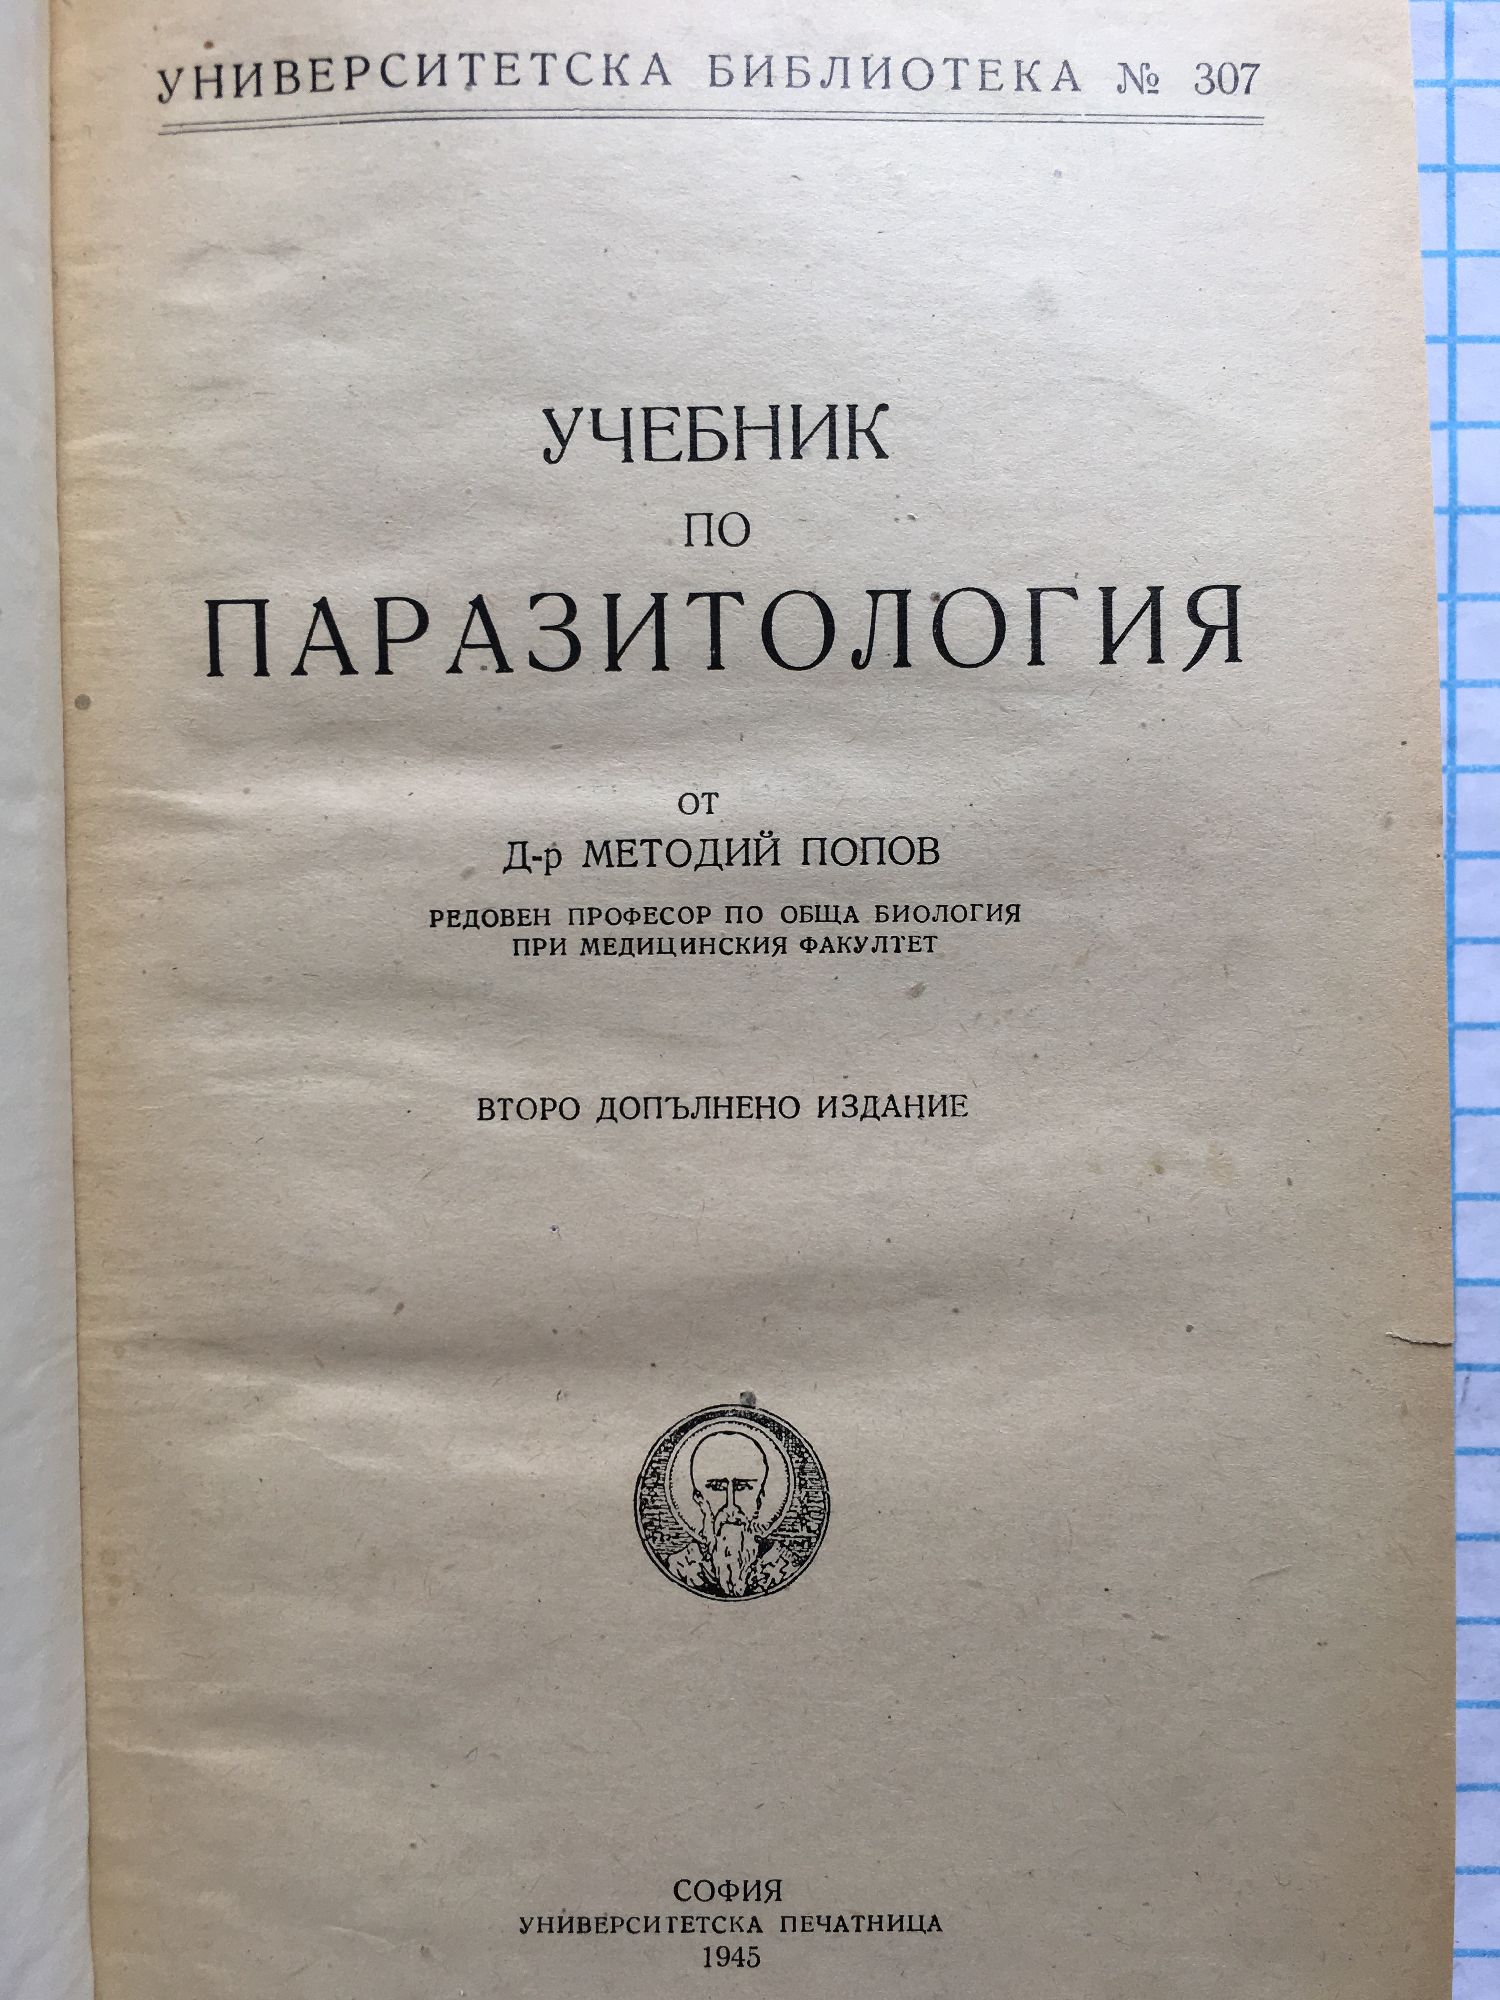 УНИВЕРСИТЕТСКА БИБЛИОТЕКА № 307
УЧЕБНИК
ПО
ПАРАЗИТОЛОГИЯ
ОТ
Д-р МЕТОДИЙ ПОПОВ
РЕДОВЕН ПРОФЕСОР ПО ОБЩА БИОЛОГИЯ
ПРИ МЕДИЦИНСКИЯ ФАКУЛТЕТ
ВТОРО ДОПЪЛНЕНО ИЗДАНИЕ
СОФИЯ
УНИВЕРСИТЕТСКА ПЕЧАТНИЦА
1945